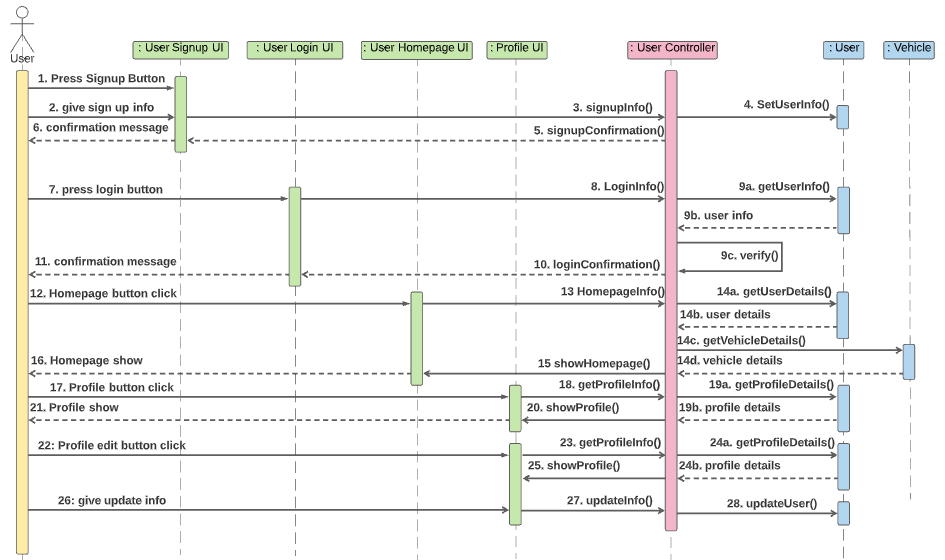 User
: User Signup UI
: User Login UI
: User Homepage UI
: Profile UI
: User Controller
: User
: Vehicle
1. Press Signup Button
2. give sign up info
3. signupInfo()
4. SetUserInfo()
6. confirmation message
5. signupConfirmation()
7. press login button
8. LoginInfo()
9a. getUserInfo()
9b. user info
9c. verify()
11. confirmation message
10. loginConfirmation()
12. Homepage button click
13 HomepageInfo()
14a. getUserDetails()
14b. user details
14c. getVehicleDetails()
16. Homepage show
15 showHomepage()
14d. vehicle details
17. Profile button click
18. getProfileInfo()
19a. getProfileDetails()
21. Profile show
20. showProfile()
19b. profile details
22: Profile edit button click
23. getProfileInfo()
24a. getProfileDetails()
25. showProfile()
24b. profile details
26: give update info
27. updateInfo()
28. updateUser()